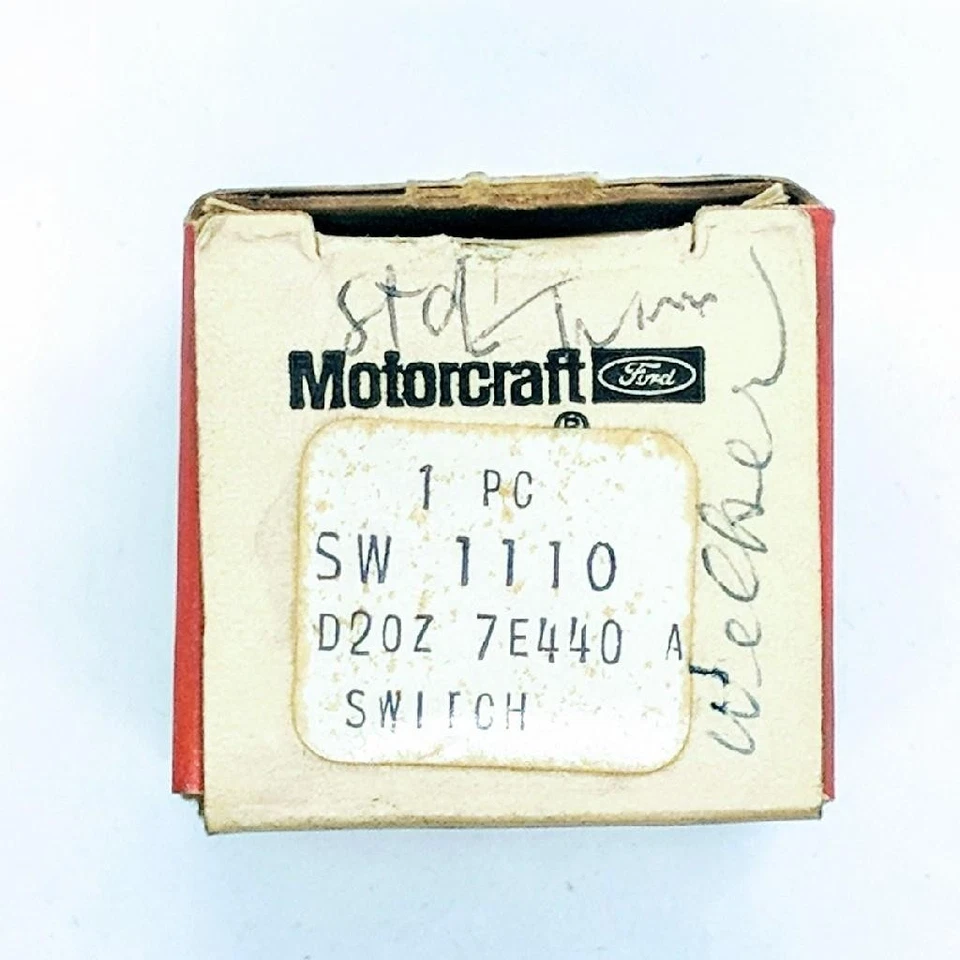 std Trans
Motorcraft Ford
®
1 PC
SW 1110
D2OZ 7E440 A
SWITCH